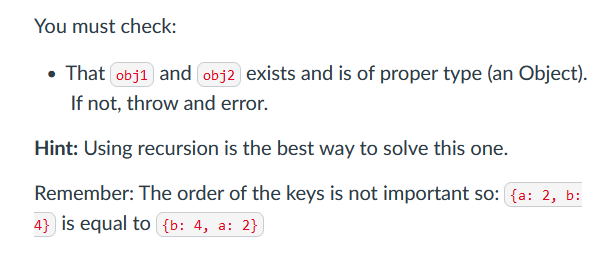 You must check:
• That obj1 and obj2 exists and is of proper type (an Object).
If not, throw and error.
Hint: Using recursion is the best way to solve this one.
Remember: The order of the keys is not important so: {a: 2, b:
4} is equal to {b: 4, a: 2}